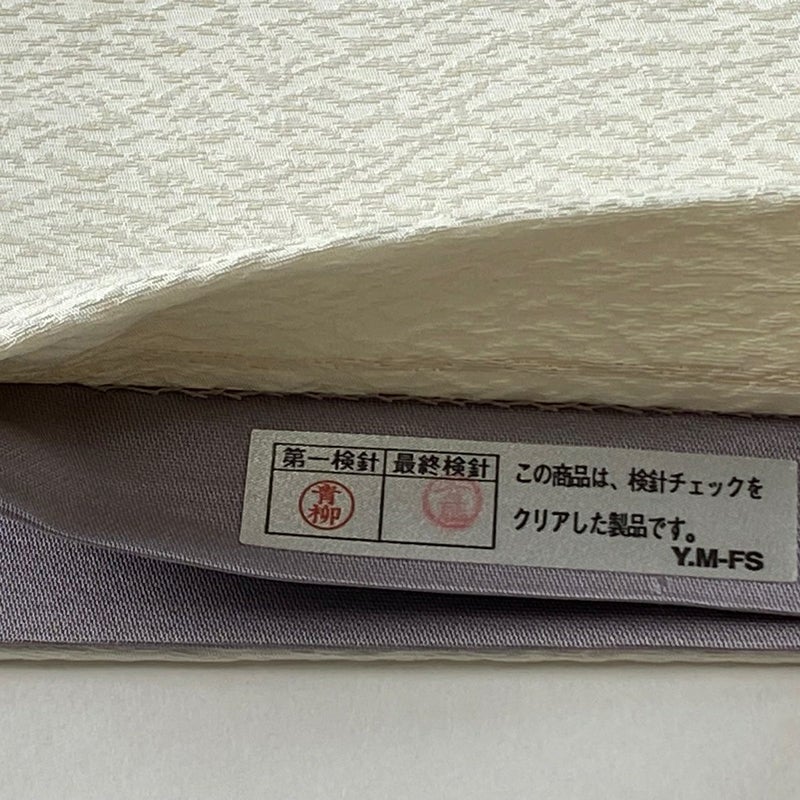 第一検針 最終検針
青柳
この商品は、検針チェックを
クリアした製品です。
Y.M-FS